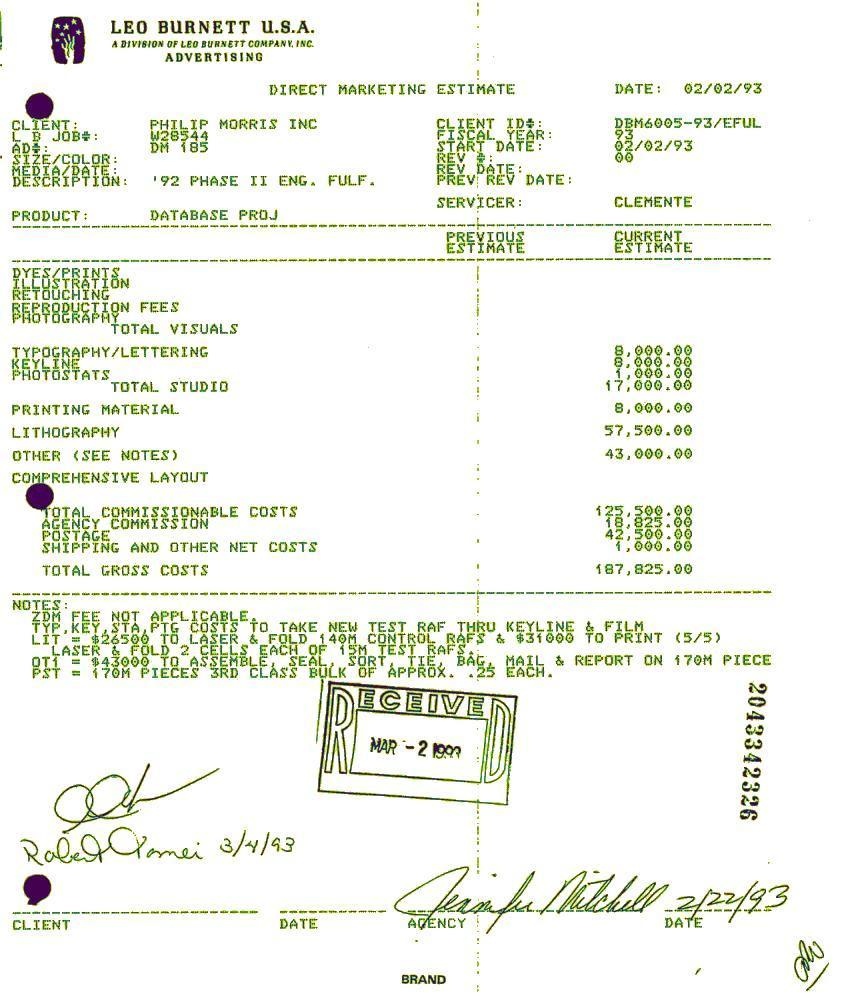 LEO BURNETT U.S.A.
A DIVISION OF LEO BURNETT COMPANY, INC.
ADVERTISING
DIRECT MARKETING ESTIMATE DATE: 02/02/93
CLIENT: PHILIP MORRIS INC CLIENT ID#: DBM6005-93/EFUL
L B JOB#: W28544 FISCAL YEAR: 93
AD#: DM 185 START DATE: 02/02/93
SIZE/COLOR: REV #: 00
MEDIA/DATE: REV DATE:
DESCRIPTION: '92 PHASE II ENG. FULF. PREV REV DATE:
SERVICER: CLEMENTE
PRODUCT: DATABASE PROJ
PREVIOUS CURRENT
ESTIMATE ESTIMATE
DYES/PRINTS
ILLUSTRATION
RETOUCHING
REPRODUCTION FEES
PHOTOGRAPHY
TOTAL VISUALS
TYPOGRAPHY/LETTERING 8,000.00
KEYLINE 8,000.00
PHOTOSTATS 1,000.00
TOTAL STUDIO 17,000.00
PRINTING MATERIAL 8,000.00
LITHOGRAPHY 57,500.00
OTHER (SEE NOTES) 43,000.00
COMPREHENSIVE LAYOUT
TOTAL COMMISSIONABLE COSTS 125,500.00
AGENCY COMMISSION 18,825.00
POSTAGE 42,500.00
SHIPPING AND OTHER NET COSTS 1,000.00
TOTAL GROSS COSTS 187,825.00
NOTES:
ZDM FEE NOT APPLICABLE.
TYP,KEY,STA,PTG COSTS TO TAKE NEW TEST RAF THRU KEYLINE & FILM
LIT = $26500 TO LASER & FOLD 140M CONTROL RAFS & $31000 TO PRINT (5/5)
LASER & FOLD 2 CELLS EACH OF 15M TEST RAFS.
OT1 = $43000 TO ASSEMBLE, SEAL, SORT, TIE, BAG, MAIL & REPORT ON 170M PIECE
PST = 170M PIECES 3RD CLASS BULK OF APPROX. .25 EACH.
RECEIVED
MAR -2 1993
2043342326
Robert Tomei 3/4/93
Jennifer Mitchell 2/22/93
CLIENT DATE AGENCY DATE
BRAND